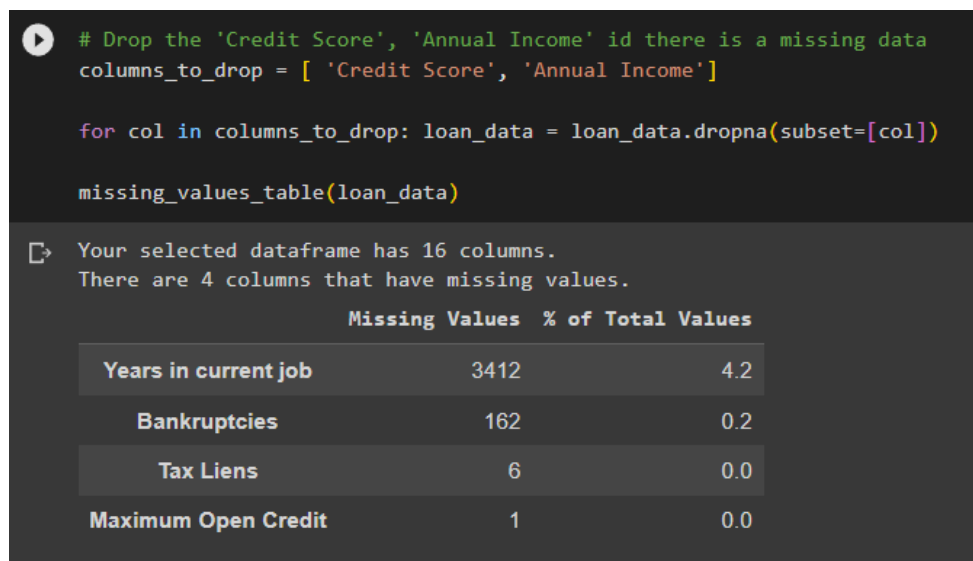 # Drop the 'Credit Score', 'Annual Income' id there is a missing data
columns_to_drop = [ 'Credit Score', 'Annual Income']
for col in columns_to_drop: loan_data = loan_data.dropna(subset=[col])
missing_values_table(loan_data)
Your selected dataframe has 16 columns.
There are 4 columns that have missing values.
Missing Values % of Total Values
Years in current job 3412 4.2
Bankruptcies 162 0.2
Tax Liens 6 0.0
Maximum Open Credit 1 0.0